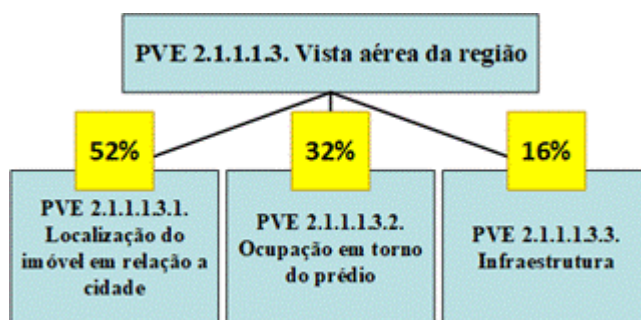 PVE 2.1.1.1.3. Vista aérea da região
52%
32%
16%
PVE 2.1.1.1.3.1.
Localização do
imóvel em relação a
cidade
PVE 2.1.1.1.3.2.
Ocupação em torno
do prédio
PVE 2.1.1.1.3.3.
Infraestrutura